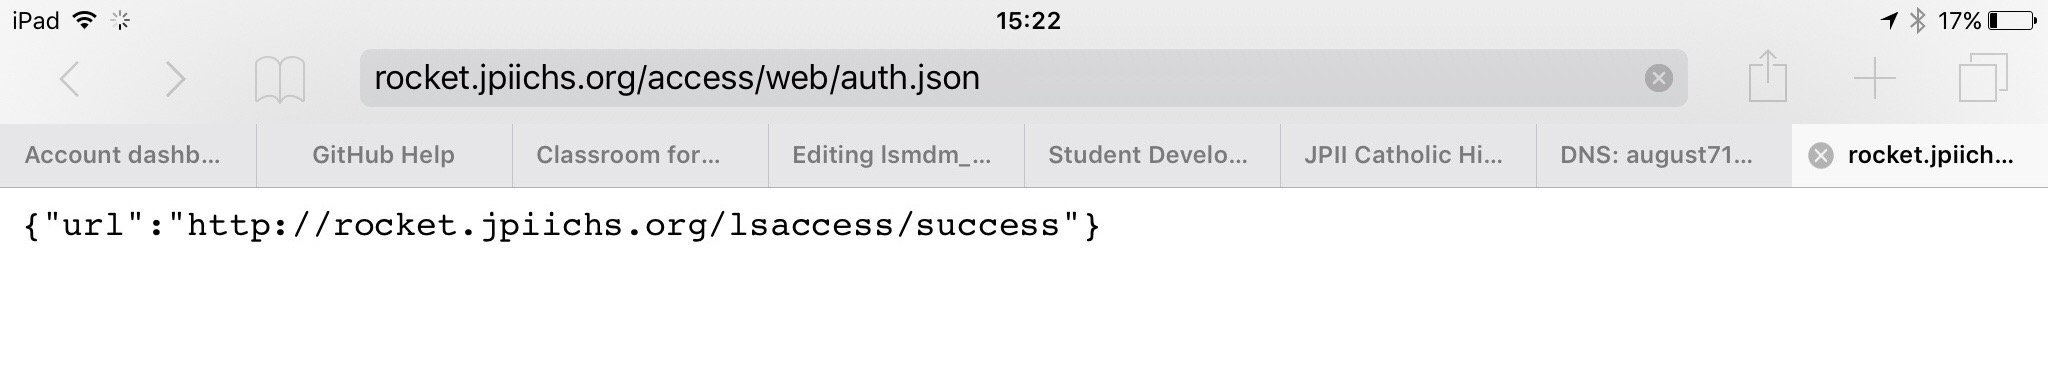 iPad 15:22 17%
rocket.jpiichs.org/access/web/auth.json
Account dashb... GitHub Help Classroom for... Editing lsmdm_... Student Develo... JPII Catholic Hi... DNS: august71... rocket.jpiich...
{"url":"http://rocket.jpiichs.org/lsaccess/success"}